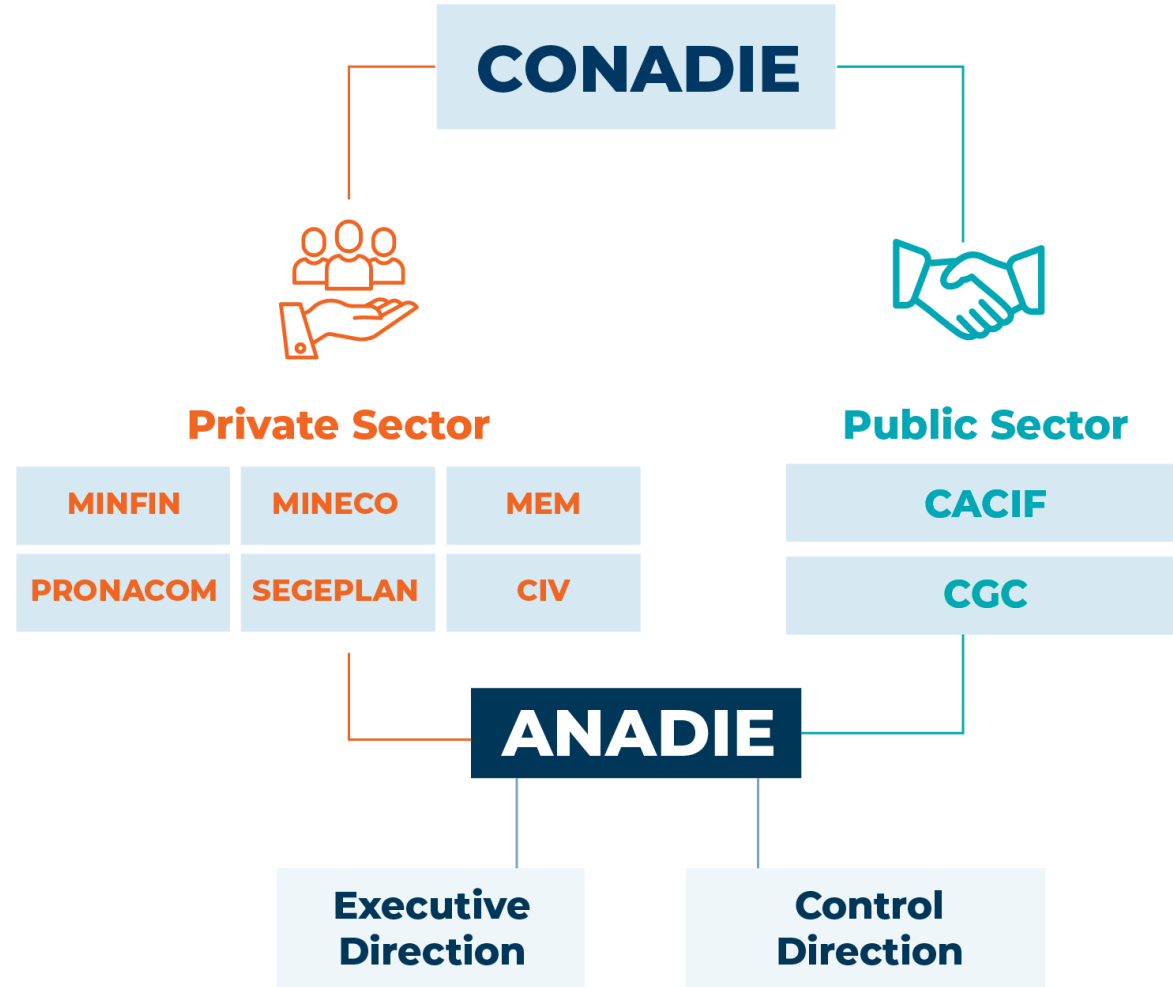 CONADIE
Private Sector
MINFIN
MINECO
MEM
PRONACOM
SEGEPLAN
CIV
Public Sector
CACIF
CGC
ANADIE
Executive
Direction
Control
Direction